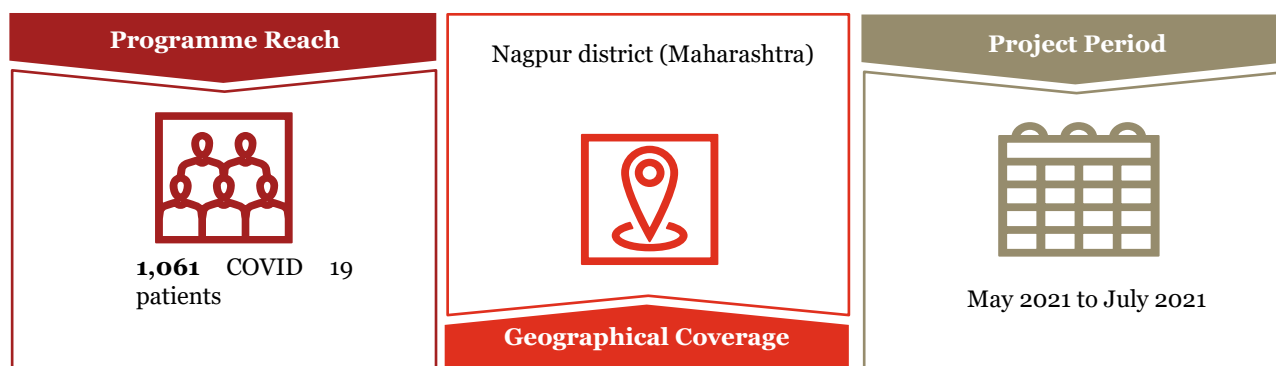 Programme Reach
1,061 COVID 19
patients
Nagpur district (Maharashtra)
Geographical Coverage
Project Period
May 2021 to July 2021